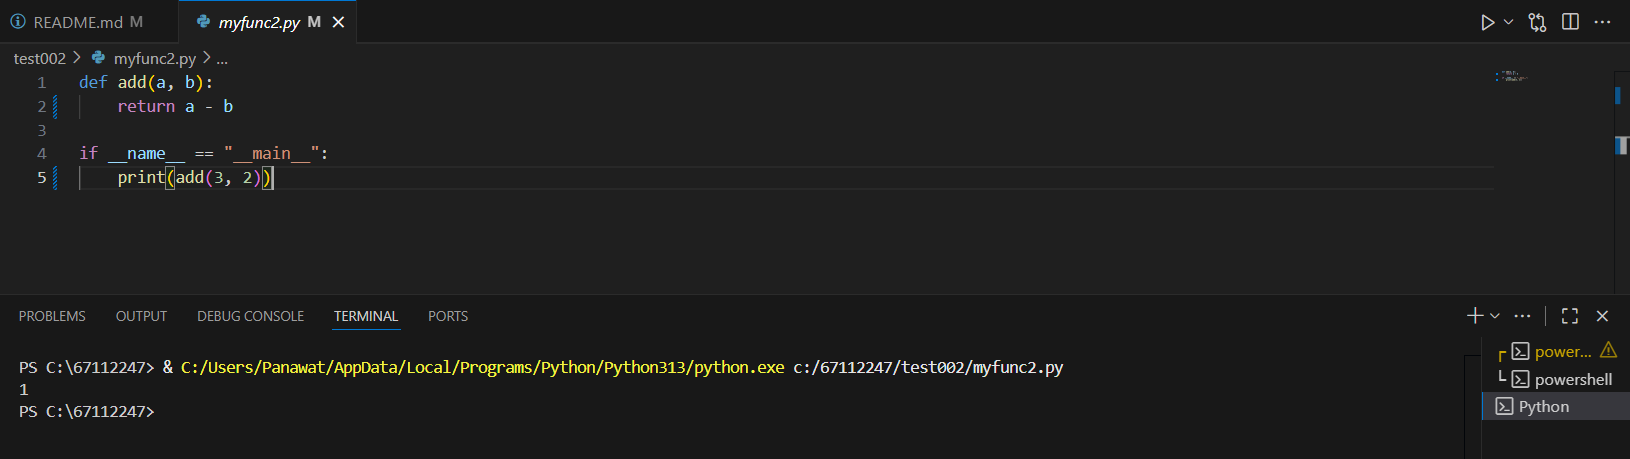 README.md M
myfunc2.py M
test002 > myfunc2.py > ...
1 def add(a, b):
2     return a - b
3
4 if __name__ == "__main__":
5     print(add(3, 2))
PROBLEMS OUTPUT DEBUG CONSOLE TERMINAL PORTS
PS C:\67112247> & C:/Users/Panawat/AppData/Local/Programs/Python/Python313/python.exe c:/67112247/test002/myfunc2.py
1
PS C:\67112247>
power...
powershell
Python